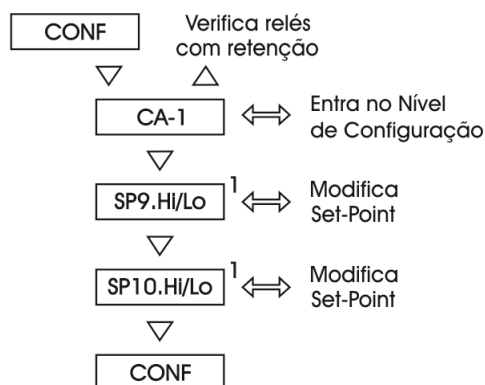 CONF
Verifica relés
com retenção
CA-1
Entra no Nível
de Configuração
SP9.Hi/Lo
1
Modifica
Set-Point
SP10.Hi/Lo
1
Modifica
Set-Point
CONF